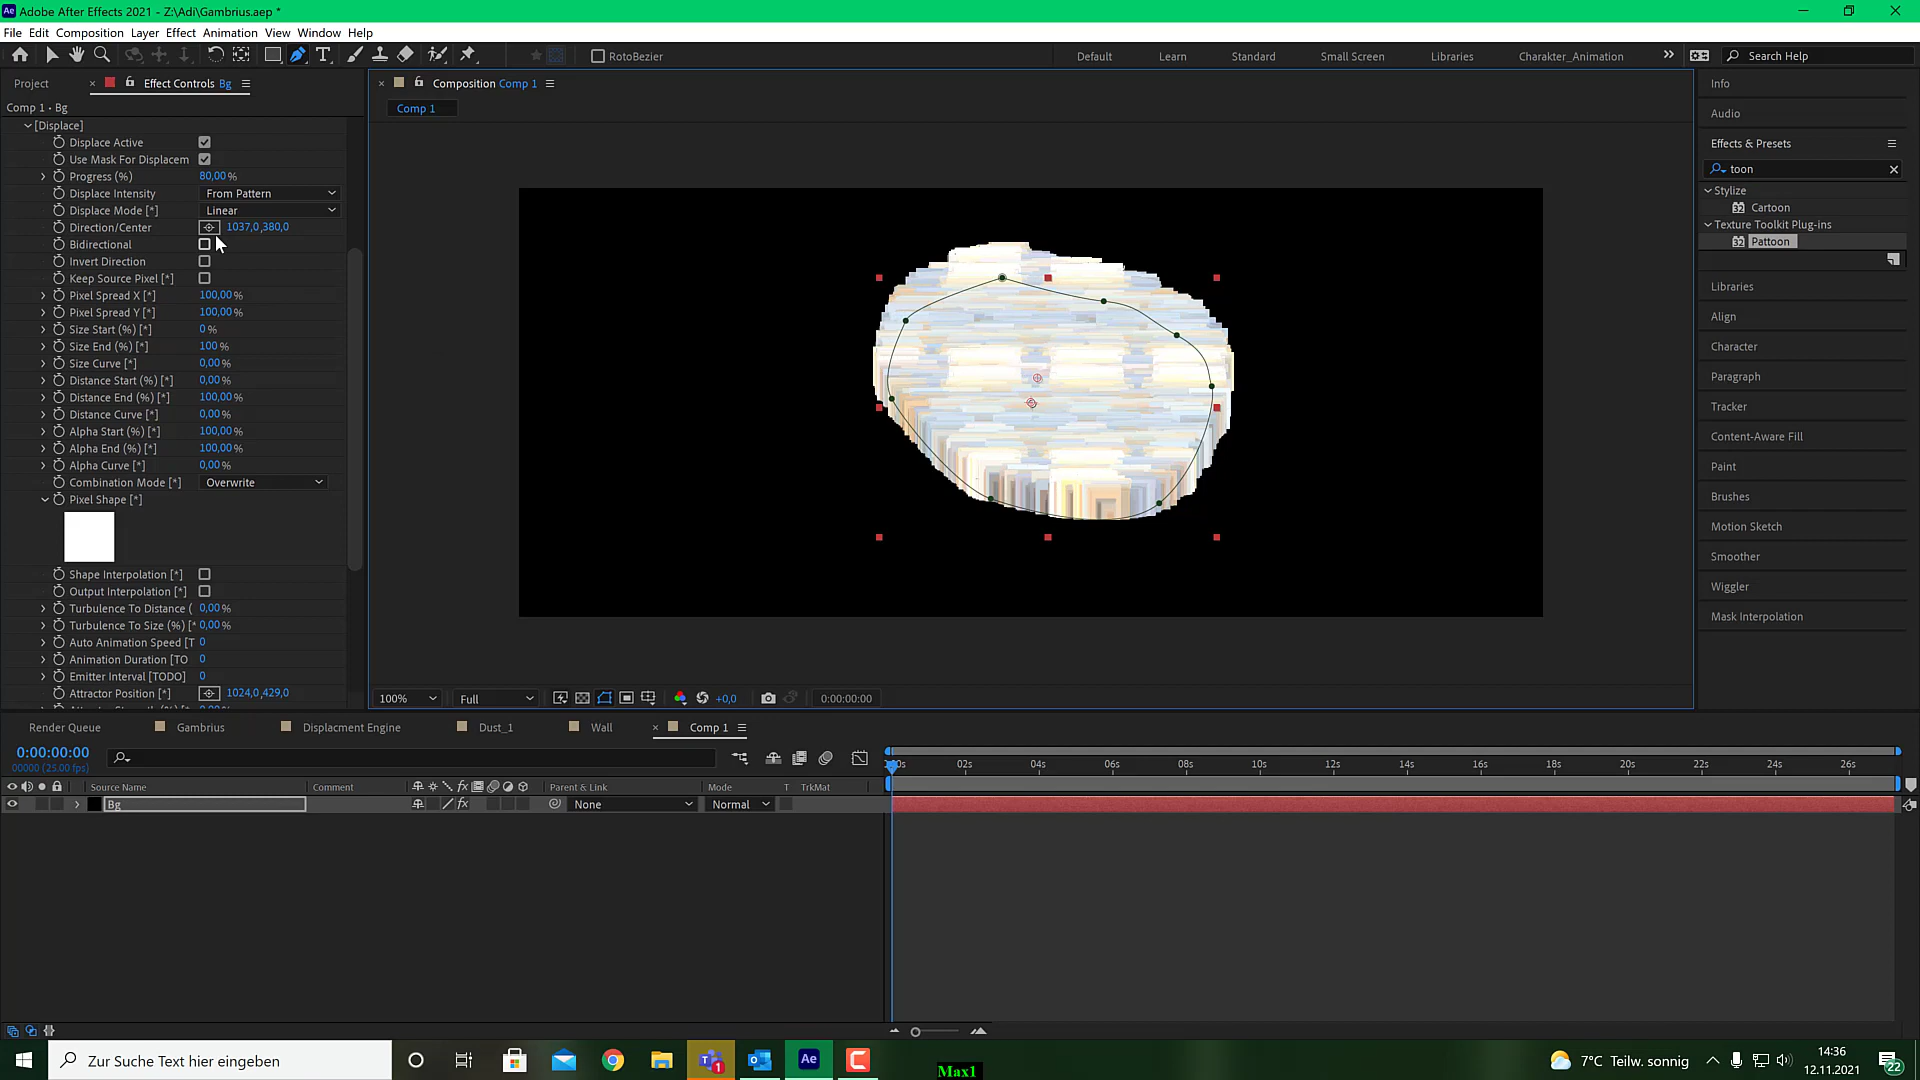 Adobe After Effects 2021 - Z:\Adi\Gambrius.aep *
File Edit Composition Layer Effect Animation View Window Help
RotoBezier
Default Learn Standard Small Screen Libraries Charakter_Animation
Search Help
Project
Effect Controls Bg
Comp 1 • Bg
[Displace]
Displace Active
Use Mask For Displacem
Progress (%) 80,00 %
Displace Intensity From Pattern
Displace Mode [*] Linear
Direction/Center 1037,0,380,0
Bidirectional
Invert Direction
Keep Source Pixel [*]
Pixel Spread X [*] 100,00 %
Pixel Spread Y [*] 100,00 %
Size Start (%) [*] 0 %
Size End (%) [*] 100 %
Size Curve [*] 0,00 %
Distance Start (%) [*] 0,00 %
Distance End (%) [*] 100,00 %
Distance Curve [*] 0,00 %
Alpha Start (%) [*] 100,00 %
Alpha End (%) [*] 100,00 %
Alpha Curve [*] 0,00 %
Combination Mode [*] Overwrite
Pixel Shape [*]
Shape Interpolation [*]
Output Interpolation [*]
Turbulence To Distance ( 0,00 %
Turbulence To Size (%) [* 0,00 %
Auto Animation Speed [T 0
Animation Duration [TO 0
Emitter Interval [TODO] 0
Attractor Position [*] 1024,0,429,0
Composition Comp 1
Comp 1
100% Full +0,0 0:00:00:00
Info
Audio
Effects & Presets
toon
Stylize
32 Cartoon
Texture Toolkit Plug-ins
32 Pattoon
Libraries
Align
Character
Paragraph
Tracker
Content-Aware Fill
Paint
Brushes
Motion Sketch
Smoother
Wiggler
Mask Interpolation
Render Queue Gambrius Displacment Engine Dust_1 Wall Comp 1
0:00:00:00
00000 (25.00 fps)
Source Name Comment Parent & Link Mode T TrkMat
Bg None Normal
02s 04s 06s 08s 10s 12s 14s 16s 18s 20s 22s 24s 26s
Zur Suche Text hier eingeben
Max1
7°C Teilw. sonnig
14:36
12.11.2021
22